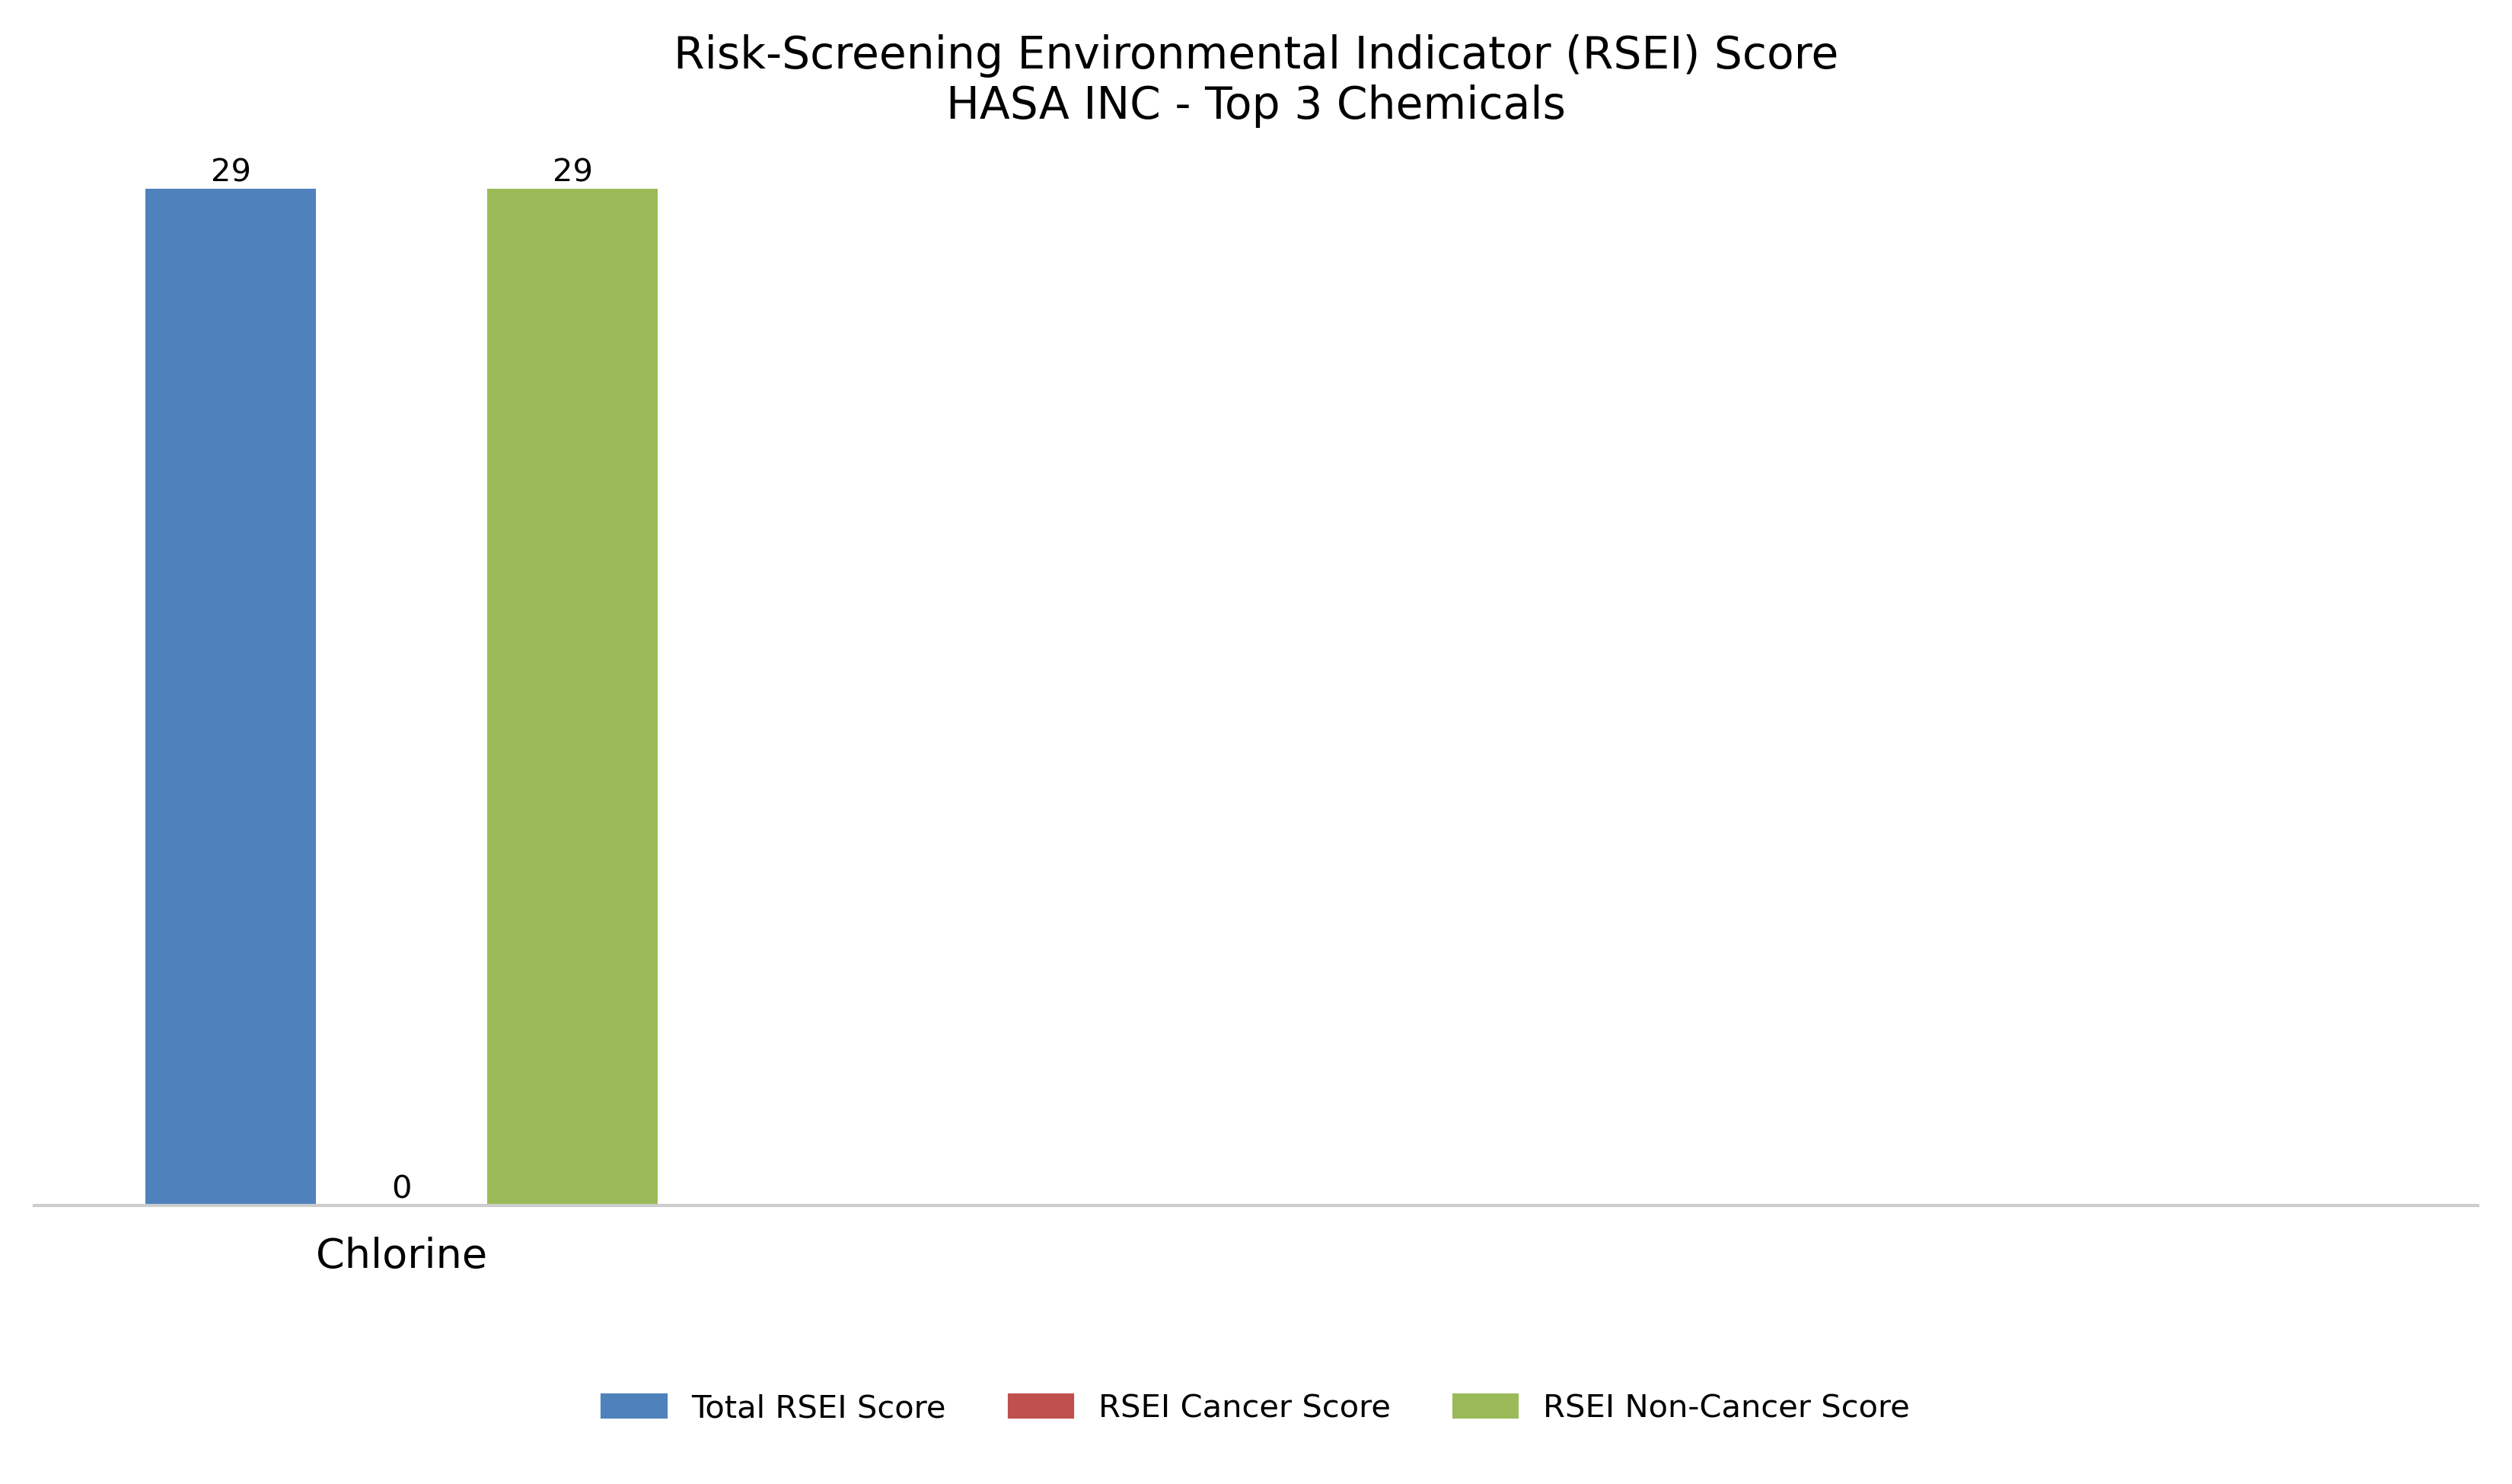 Risk-Screening Environmental Indicator (RSEI) Score
HASA INC - Top 3 Chemicals
29
29
0
Chlorine
Total RSEI Score
RSEI Cancer Score
RSEI Non-Cancer Score